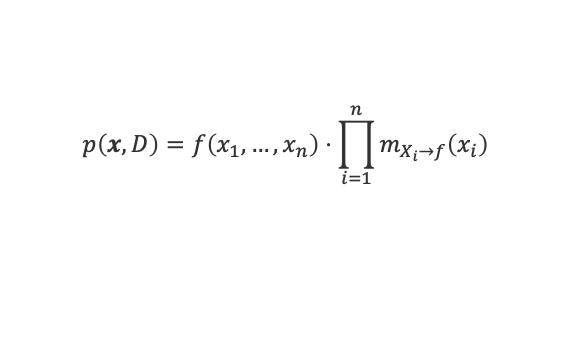 p(x, D) = f(x₁, …, xₙ) · ∏ᵢ₌₁ⁿ m_{Xᵢ→f}(xᵢ)